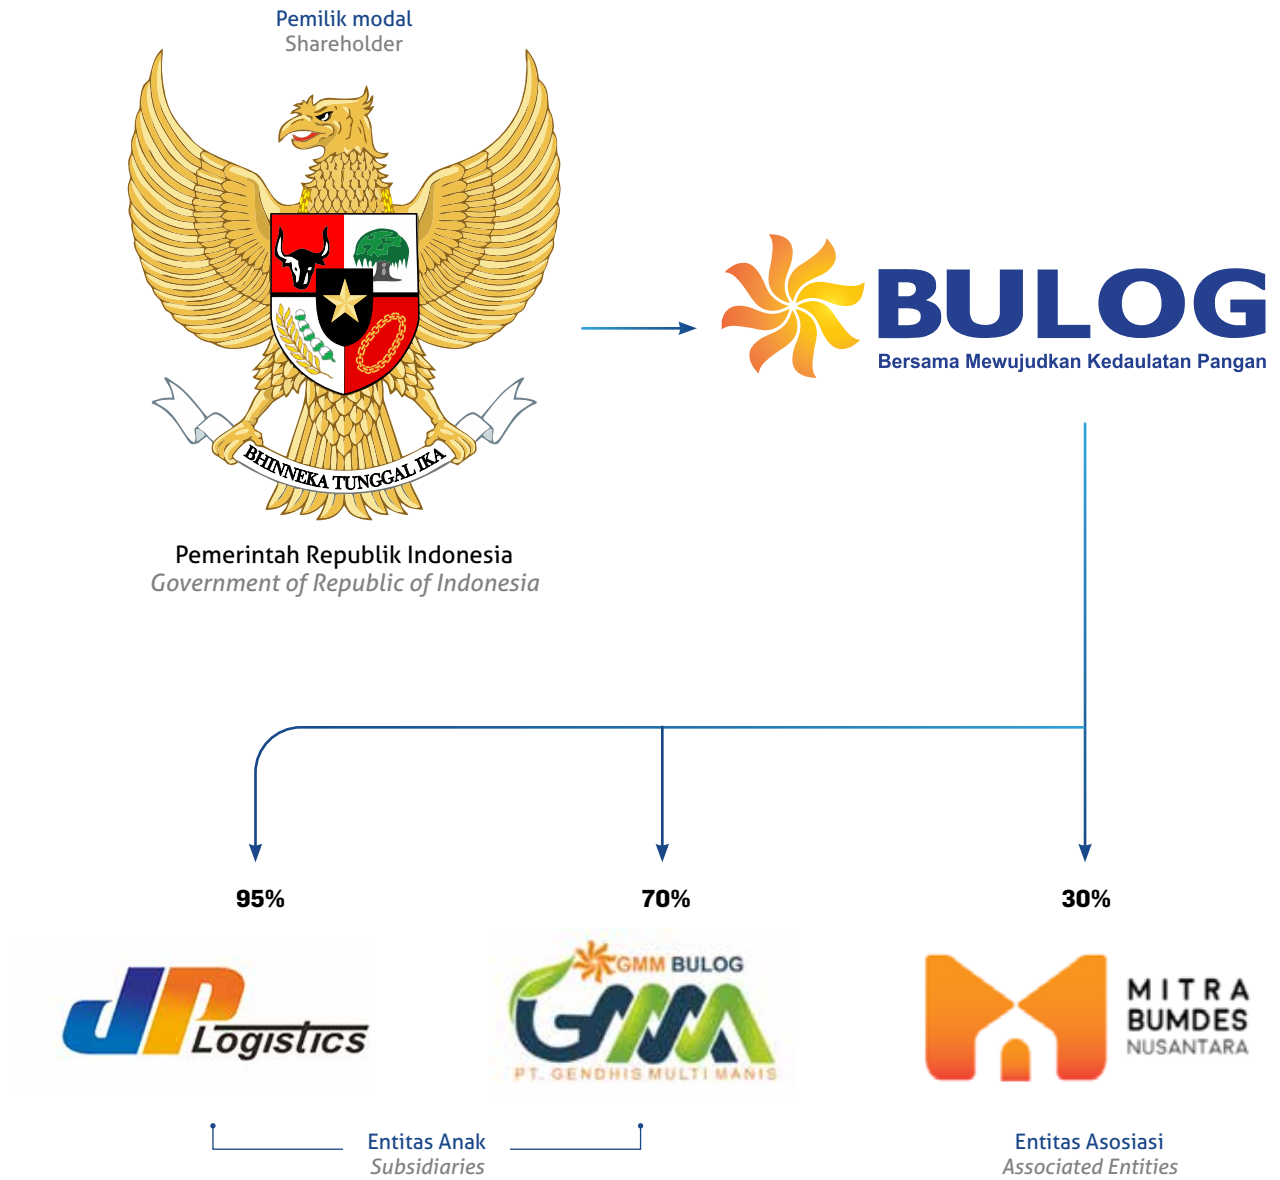 Pemilik modal
Shareholder
BHINNEKA TUNGGAL IKA
Pemerintah Republik Indonesia
Government of Republic of Indonesia
BULOG
Bersama Mewujudkan Kedaulatan Pangan
95%
70%
30%
JP Logistics
GMM BULOG
GMM
PT. GENDHIS MULTI MANIS
MITRA
BUMDES
NUSANTARA
Entitas Anak
Subsidiaries
Entitas Asosiasi
Associated Entities